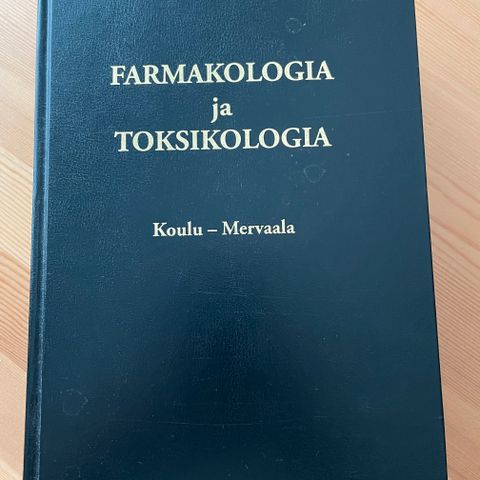 FARMAKOLOGIA
ja
TOKSIKOLOGIA
Koulu – Mervaala